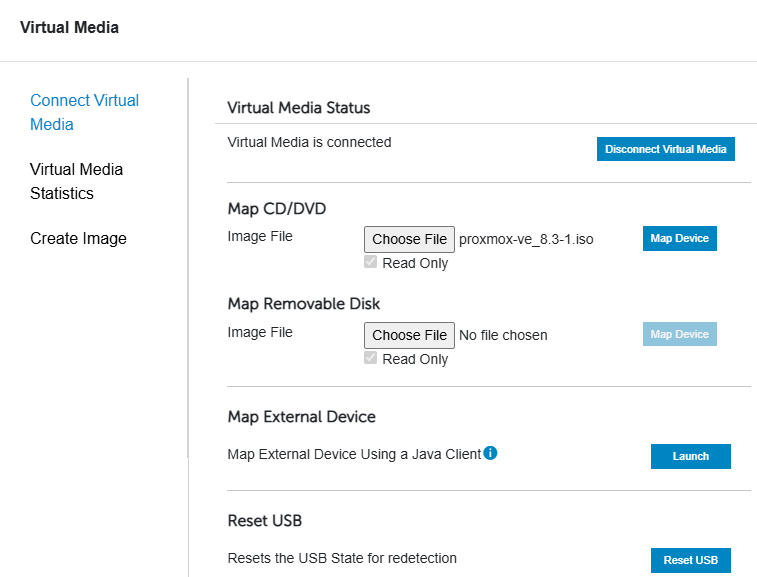 Virtual Media
Connect Virtual
Media
Virtual Media
Statistics
Create Image
Virtual Media Status
Virtual Media is connected
Disconnect Virtual Media
Map CD/DVD
Image File
Choose File proxmox-ve_8.3-1.iso
Map Device
Read Only
Map Removable Disk
Image File
Choose File No file chosen
Map Device
Read Only
Map External Device
Map External Device Using a Java Client i
Launch
Reset USB
Resets the USB State for redetection
Reset USB